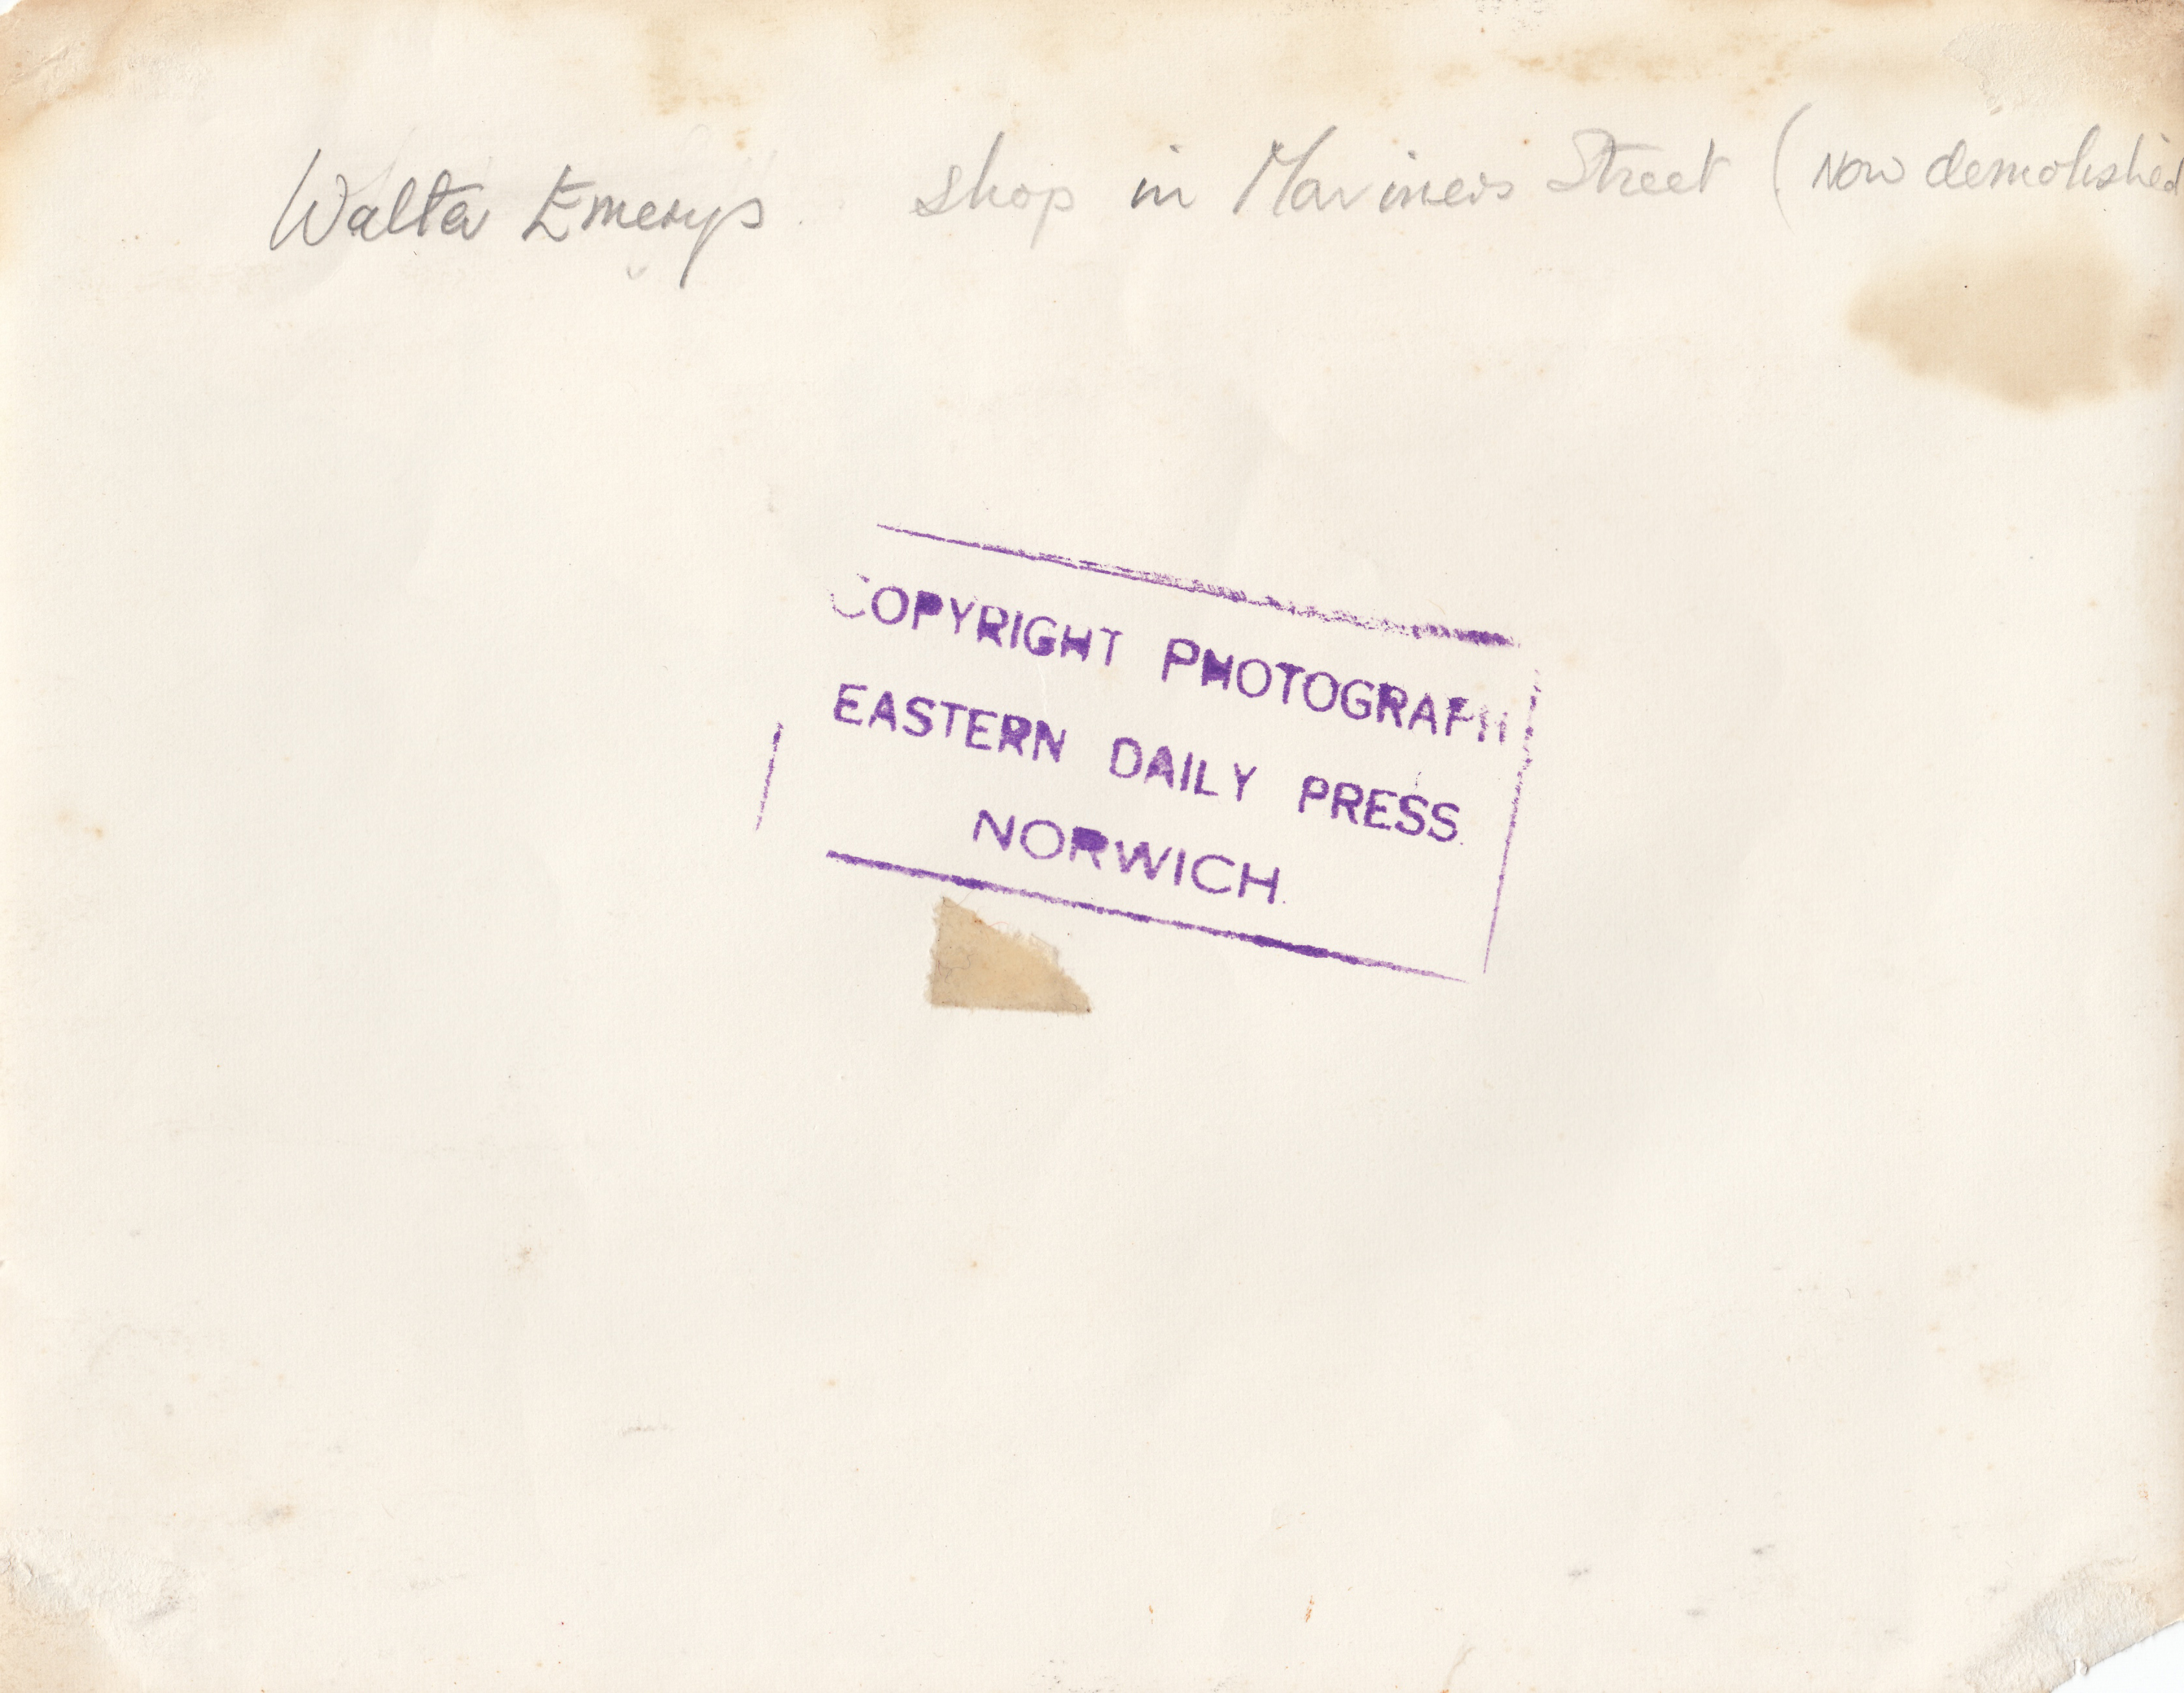 Walter Emerys shop in Mariners Street (Now demolished
COPYRIGHT PHOTOGRAPH
EASTERN DAILY PRESS.
NORWICH.